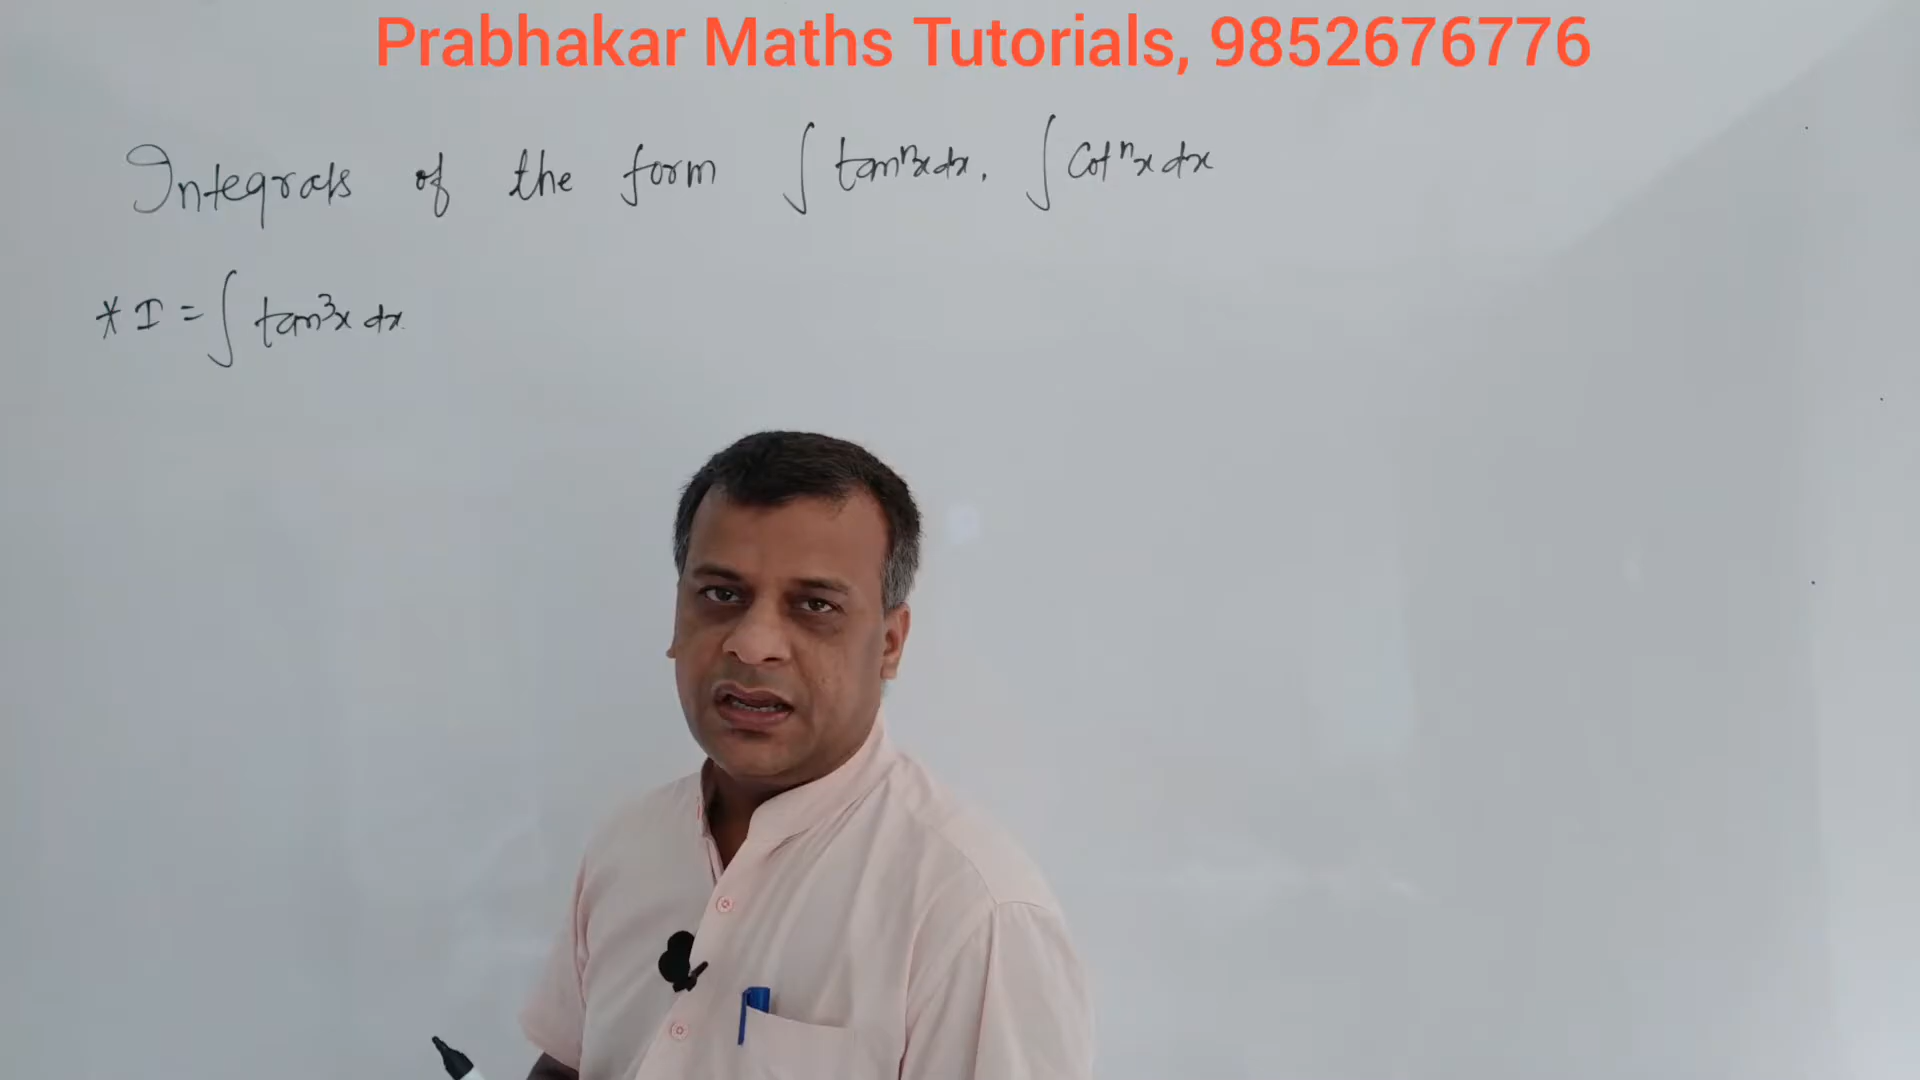 Prabhakar Maths Tutorials, 9852676776
Integrals of the form ∫ tanⁿx dx, ∫ cotⁿx dx
* I = ∫ tan³x dx